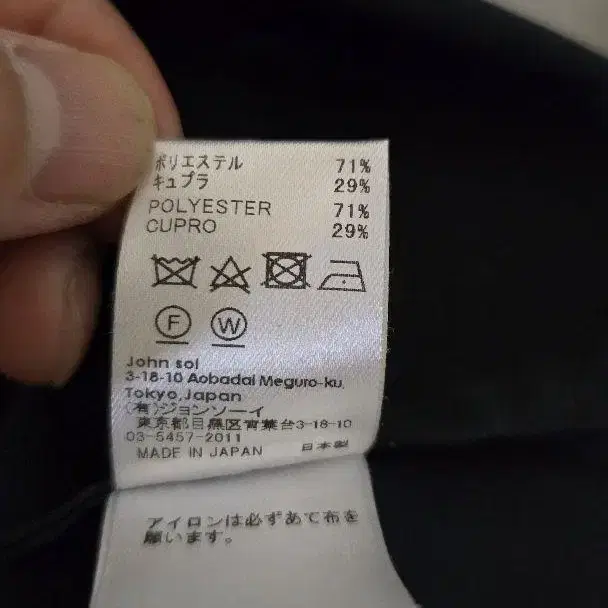 ポリエステル 71%
キュプラ 29%
POLYESTER 71%
CUPRO 29%
F W
John sol
3-18-10 Aobadai Meguro-ku,
Tokyo,Japan
(有)ジョンソーイ
東京都目黒区青葉台3-18-10
03-5457-2011
MADE IN JAPAN 日本製
アイロンは必ずあて布を
願います。